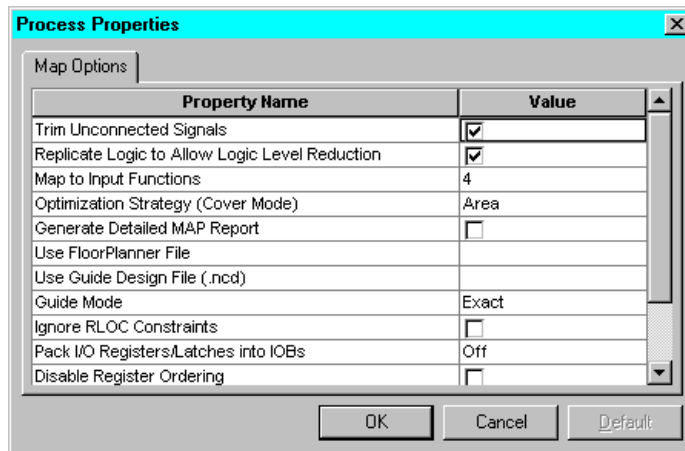 Process Properties
Map Options
Property Name Value
Trim Unconnected Signals
Replicate Logic to Allow Logic Level Reduction
Map to Input Functions 4
Optimization Strategy (Cover Mode) Area
Generate Detailed MAP Report
Use FloorPlanner File
Use Guide Design File (.ncd)
Guide Mode Exact
Ignore RLOC Constraints
Pack I/O Registers/Latches into IOBs Off
Disable Register Ordering
OK Cancel Default